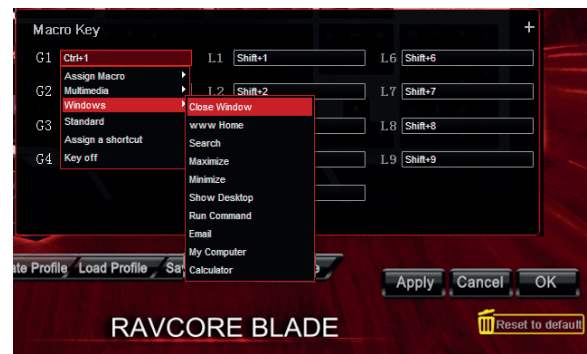 Macro Key +
G1 Ctrl+1 L1 Shift+1 L6 Shift+6
Assign Macro
G2 Multimedia L2 Shift+2 L7 Shift+7
Windows Close Window
G3 Standard www Home L8 Shift+8
Assign a shortcut Search
G4 Key off Maximize L9 Shift+9
Minimize
Show Desktop
Run Command
Email
My Computer
Calculator
ate Profile Load Profile Sa e
Apply Cancel OK
RAVCORE BLADE
Reset to default